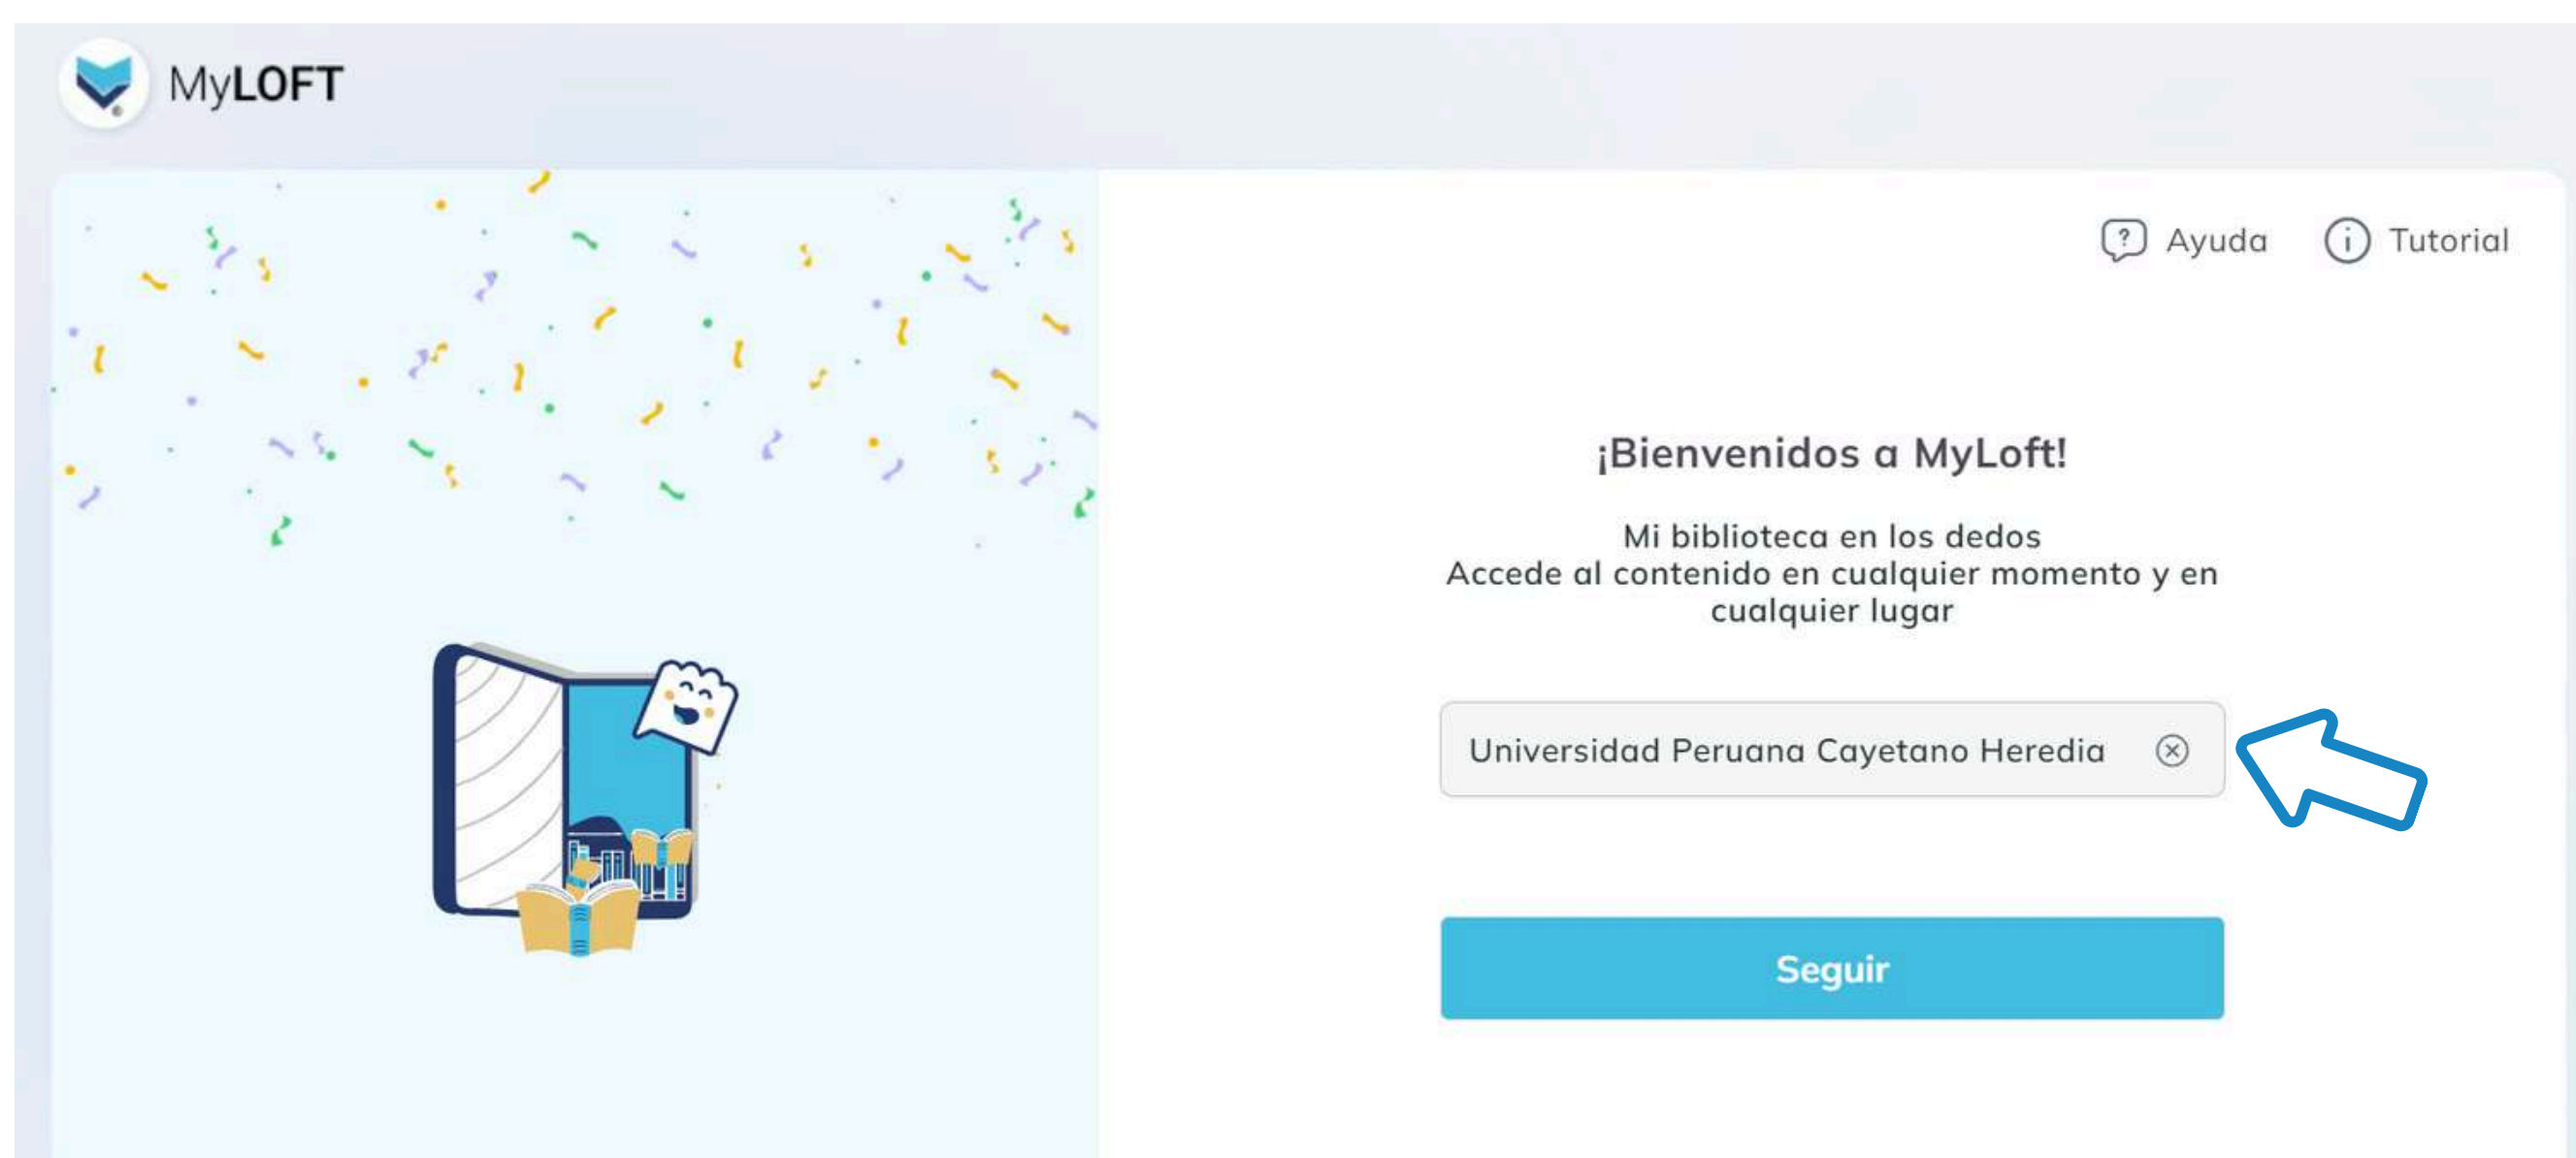 MyLOFT
Ayuda
Tutorial
¡Bienvenidos a MyLoft!
Mi biblioteca en los dedos
Accede al contenido en cualquier momento y en
cualquier lugar
Universidad Peruana Cayetano Heredia
Seguir